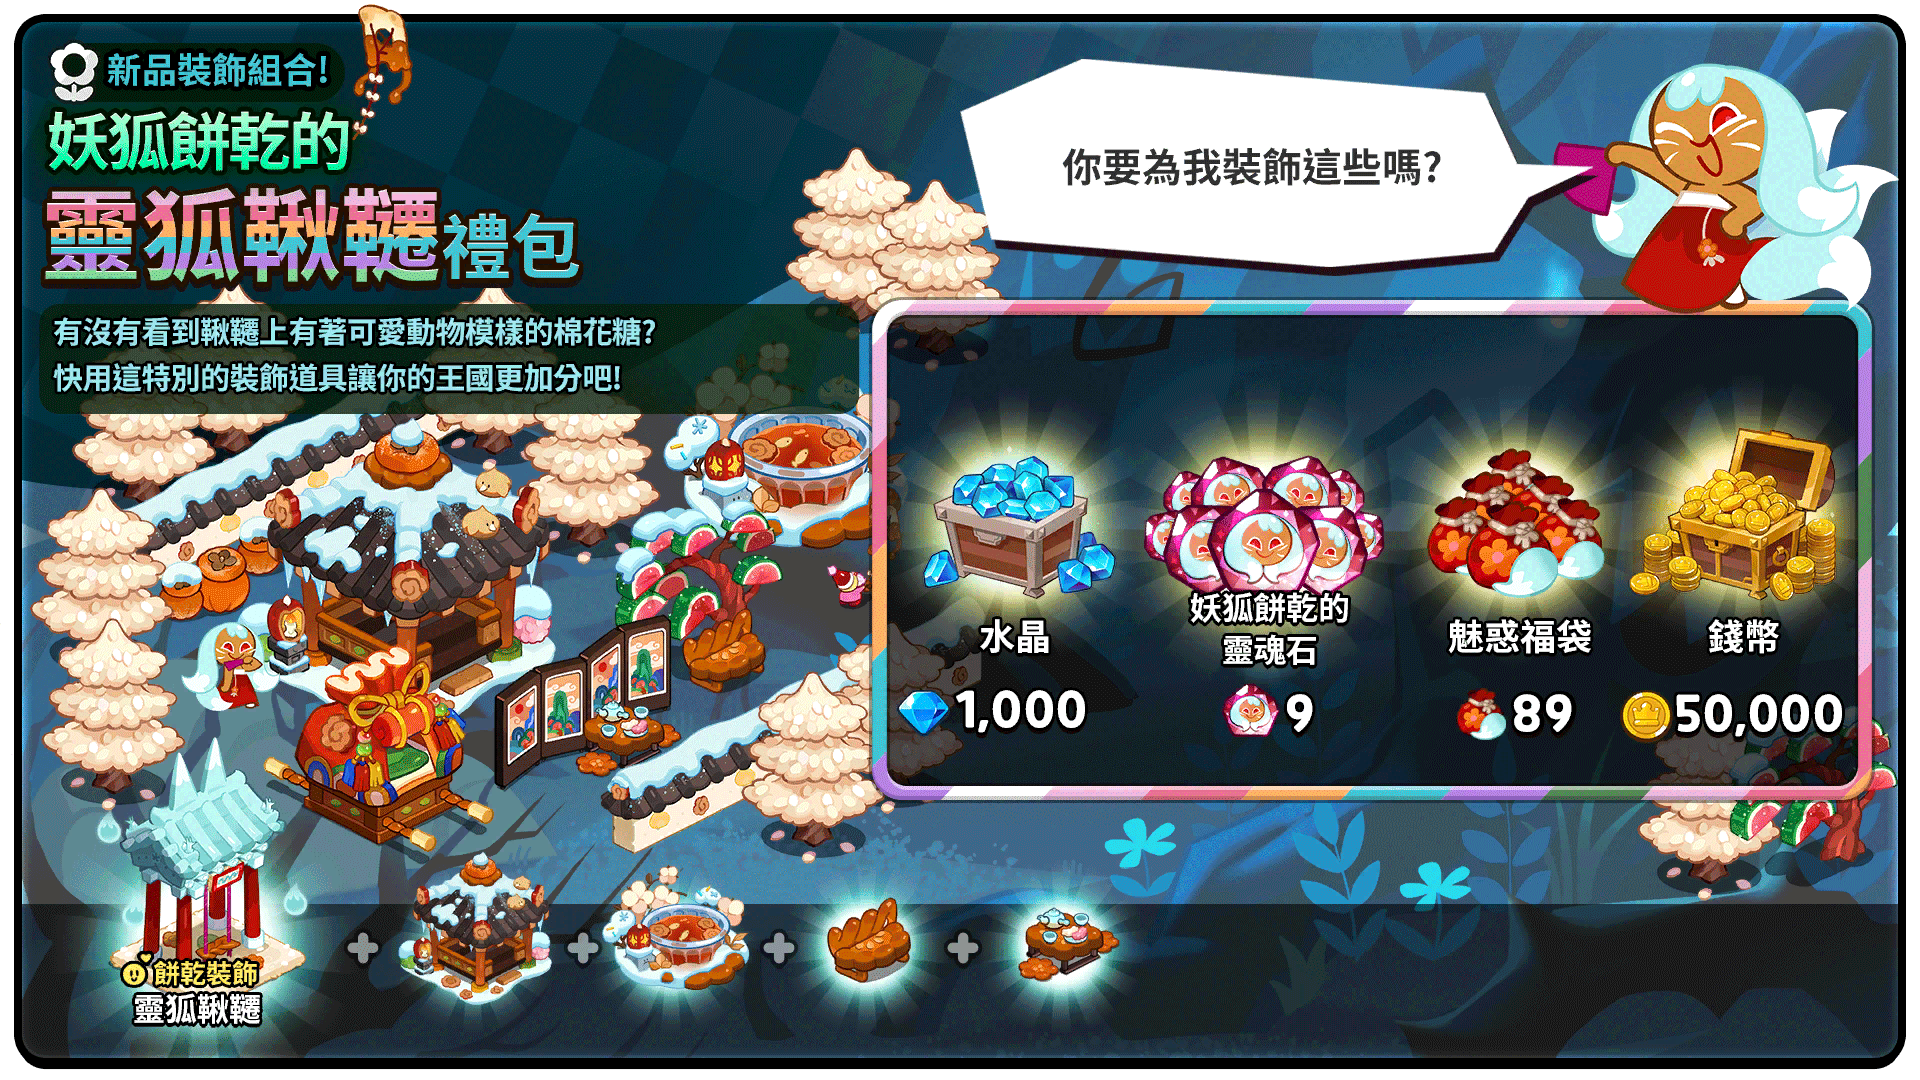 新品裝飾組合!
妖狐餅乾的
靈狐鞦韆禮包
有沒有看到鞦韆上有著可愛動物模樣的棉花糖?
快用這特別的裝飾道具讓你的王國更加分吧!
你要為我裝飾這些嗎?
水晶
1,000
妖狐餅乾的
靈魂石
9
魅惑福袋
89
錢幣
50,000
餅乾裝飾
靈狐鞦韆